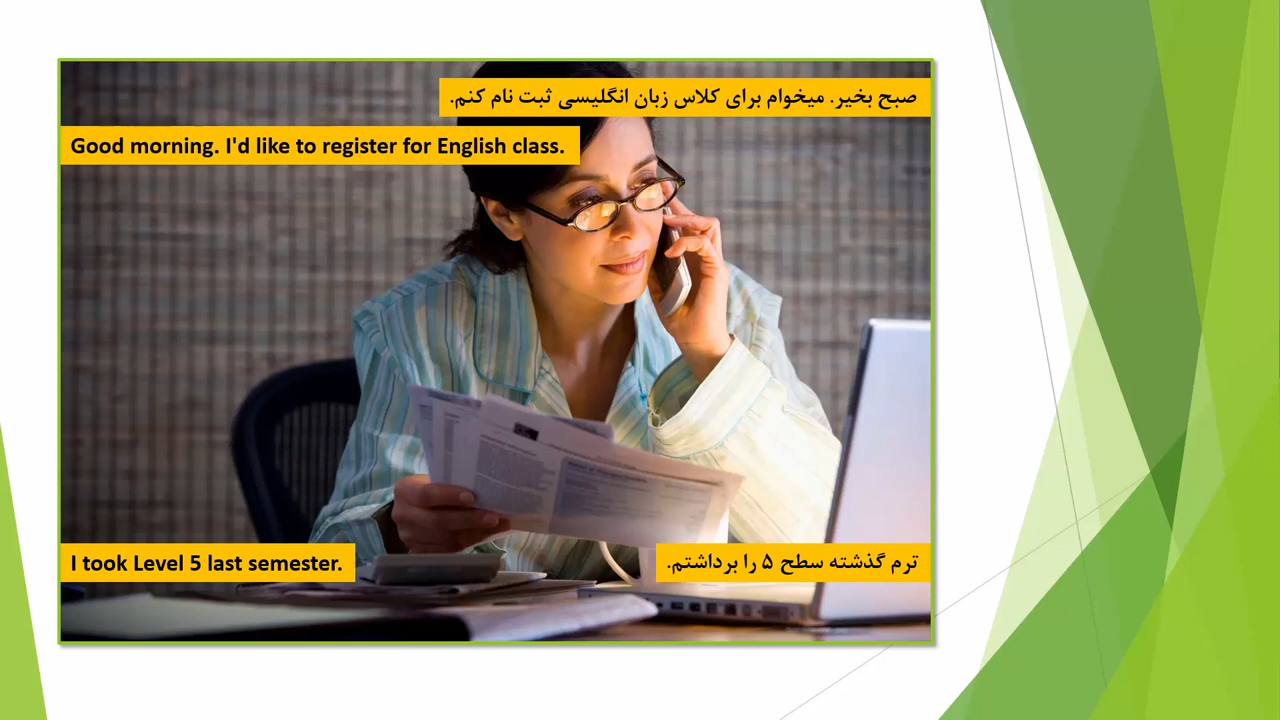 صبح بخیر. میخوام برای کلاس زبان انگلیسی ثبت نام کنم.
Good morning. I'd like to register for English class.
I took Level 5 last semester.
ترم گذشته سطح ۵ را برداشتم.